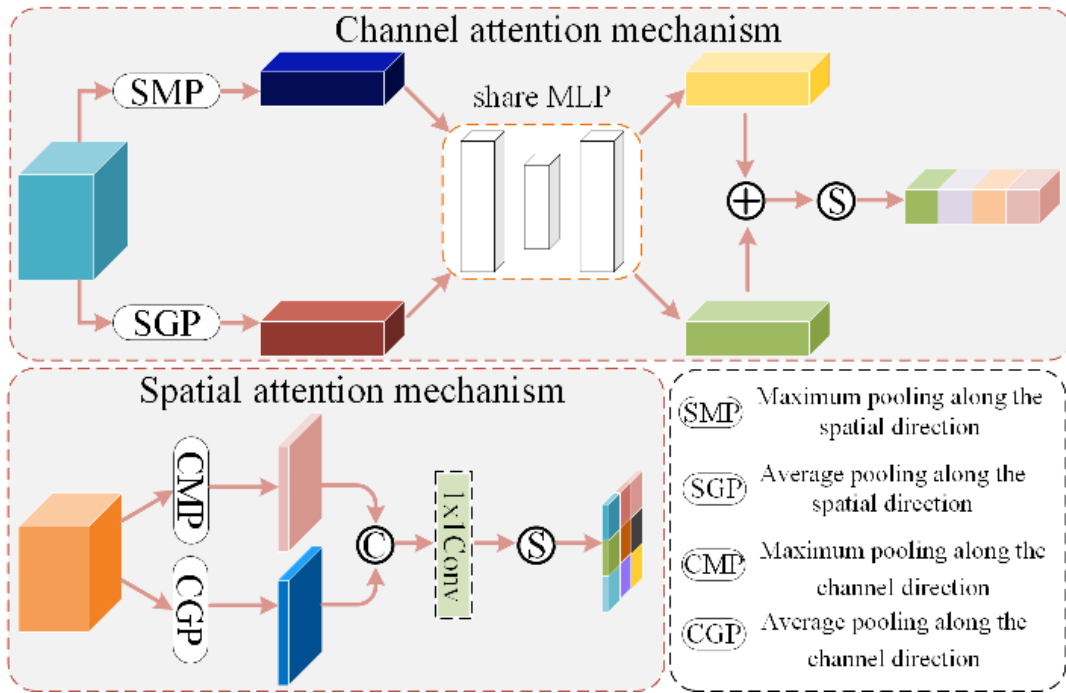 Channel attention mechanism
SMP
share MLP
S
SGP
Spatial attention mechanism
CMP
CGP
C
1x1Conv
S
SMP
Maximum pooling along the
spatial direction
SGP
Average pooling along the
spatial direction
CMP
Maximum pooling along the
channel direction
CGP
Average pooling along the
channel direction